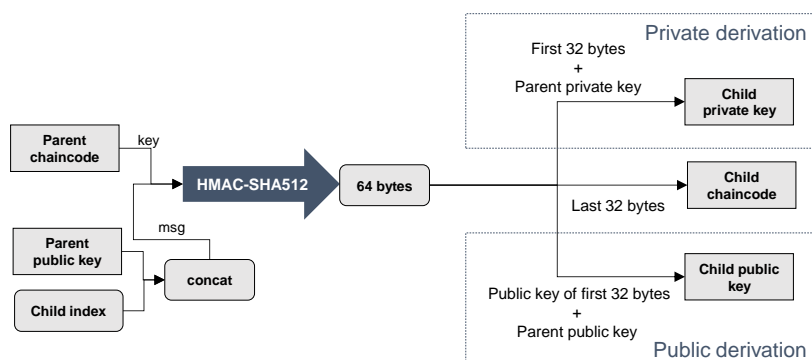 Private derivation
First 32 bytes
+
Parent private key
Child
private key
Parent
chaincode
key
HMAC-SHA512
64 bytes
Child
chaincode
Last 32 bytes
msg
Parent
public key
concat
Child index
Child public
key
Public key of first 32 bytes
+
Parent public key
Public derivation